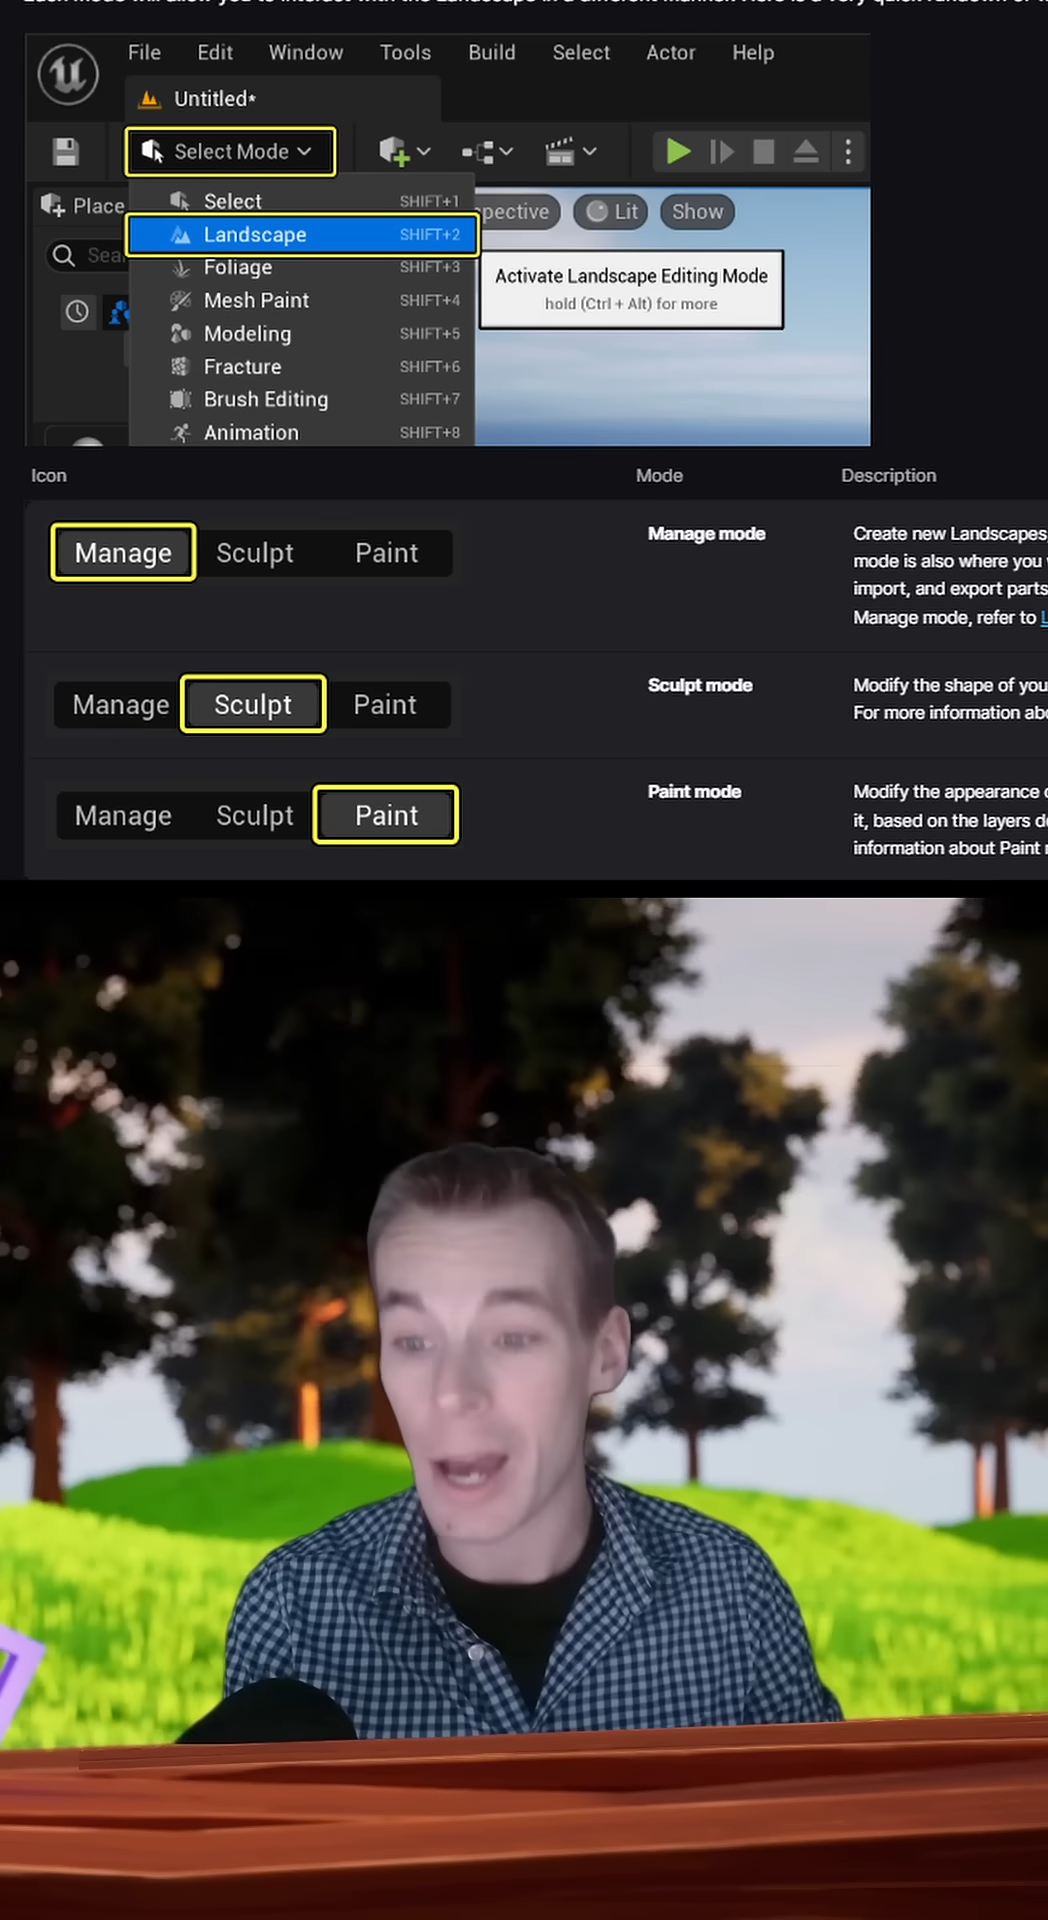 File Edit Window Tools Build Select Actor Help
Untitled*
Select Mode
Place
Select SHIFT+1
spective Lit Show
Landscape SHIFT+2
Foliage SHIFT+3
Activate Landscape Editing Mode
hold (Ctrl + Alt) for more
Mesh Paint SHIFT+4
Modeling SHIFT+5
Fracture SHIFT+6
Brush Editing SHIFT+7
Animation SHIFT+8
Icon Mode Description
Manage Sculpt Paint
Manage mode
Create new Landscapes,
mode is also where you
import, and export parts
Manage mode, refer to
Manage Sculpt Paint
Sculpt mode
Modify the shape of you
For more information abo
Manage Sculpt Paint
Paint mode
Modify the appearance
it, based on the layers de
information about Paint